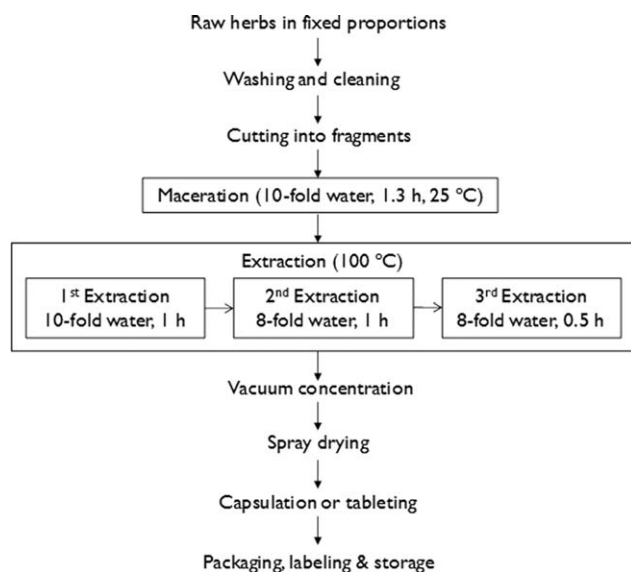 Raw herbs in fixed proportions
Washing and cleaning
Cutting into fragments
Maceration (10-fold water, 1.3 h, 25 °C)
Extraction (100 °C)
1st Extraction
10-fold water, 1 h
2nd Extraction
8-fold water, 1 h
3rd Extraction
8-fold water, 0.5 h
Vacuum concentration
Spray drying
Capsulation or tableting
Packaging, labeling & storage